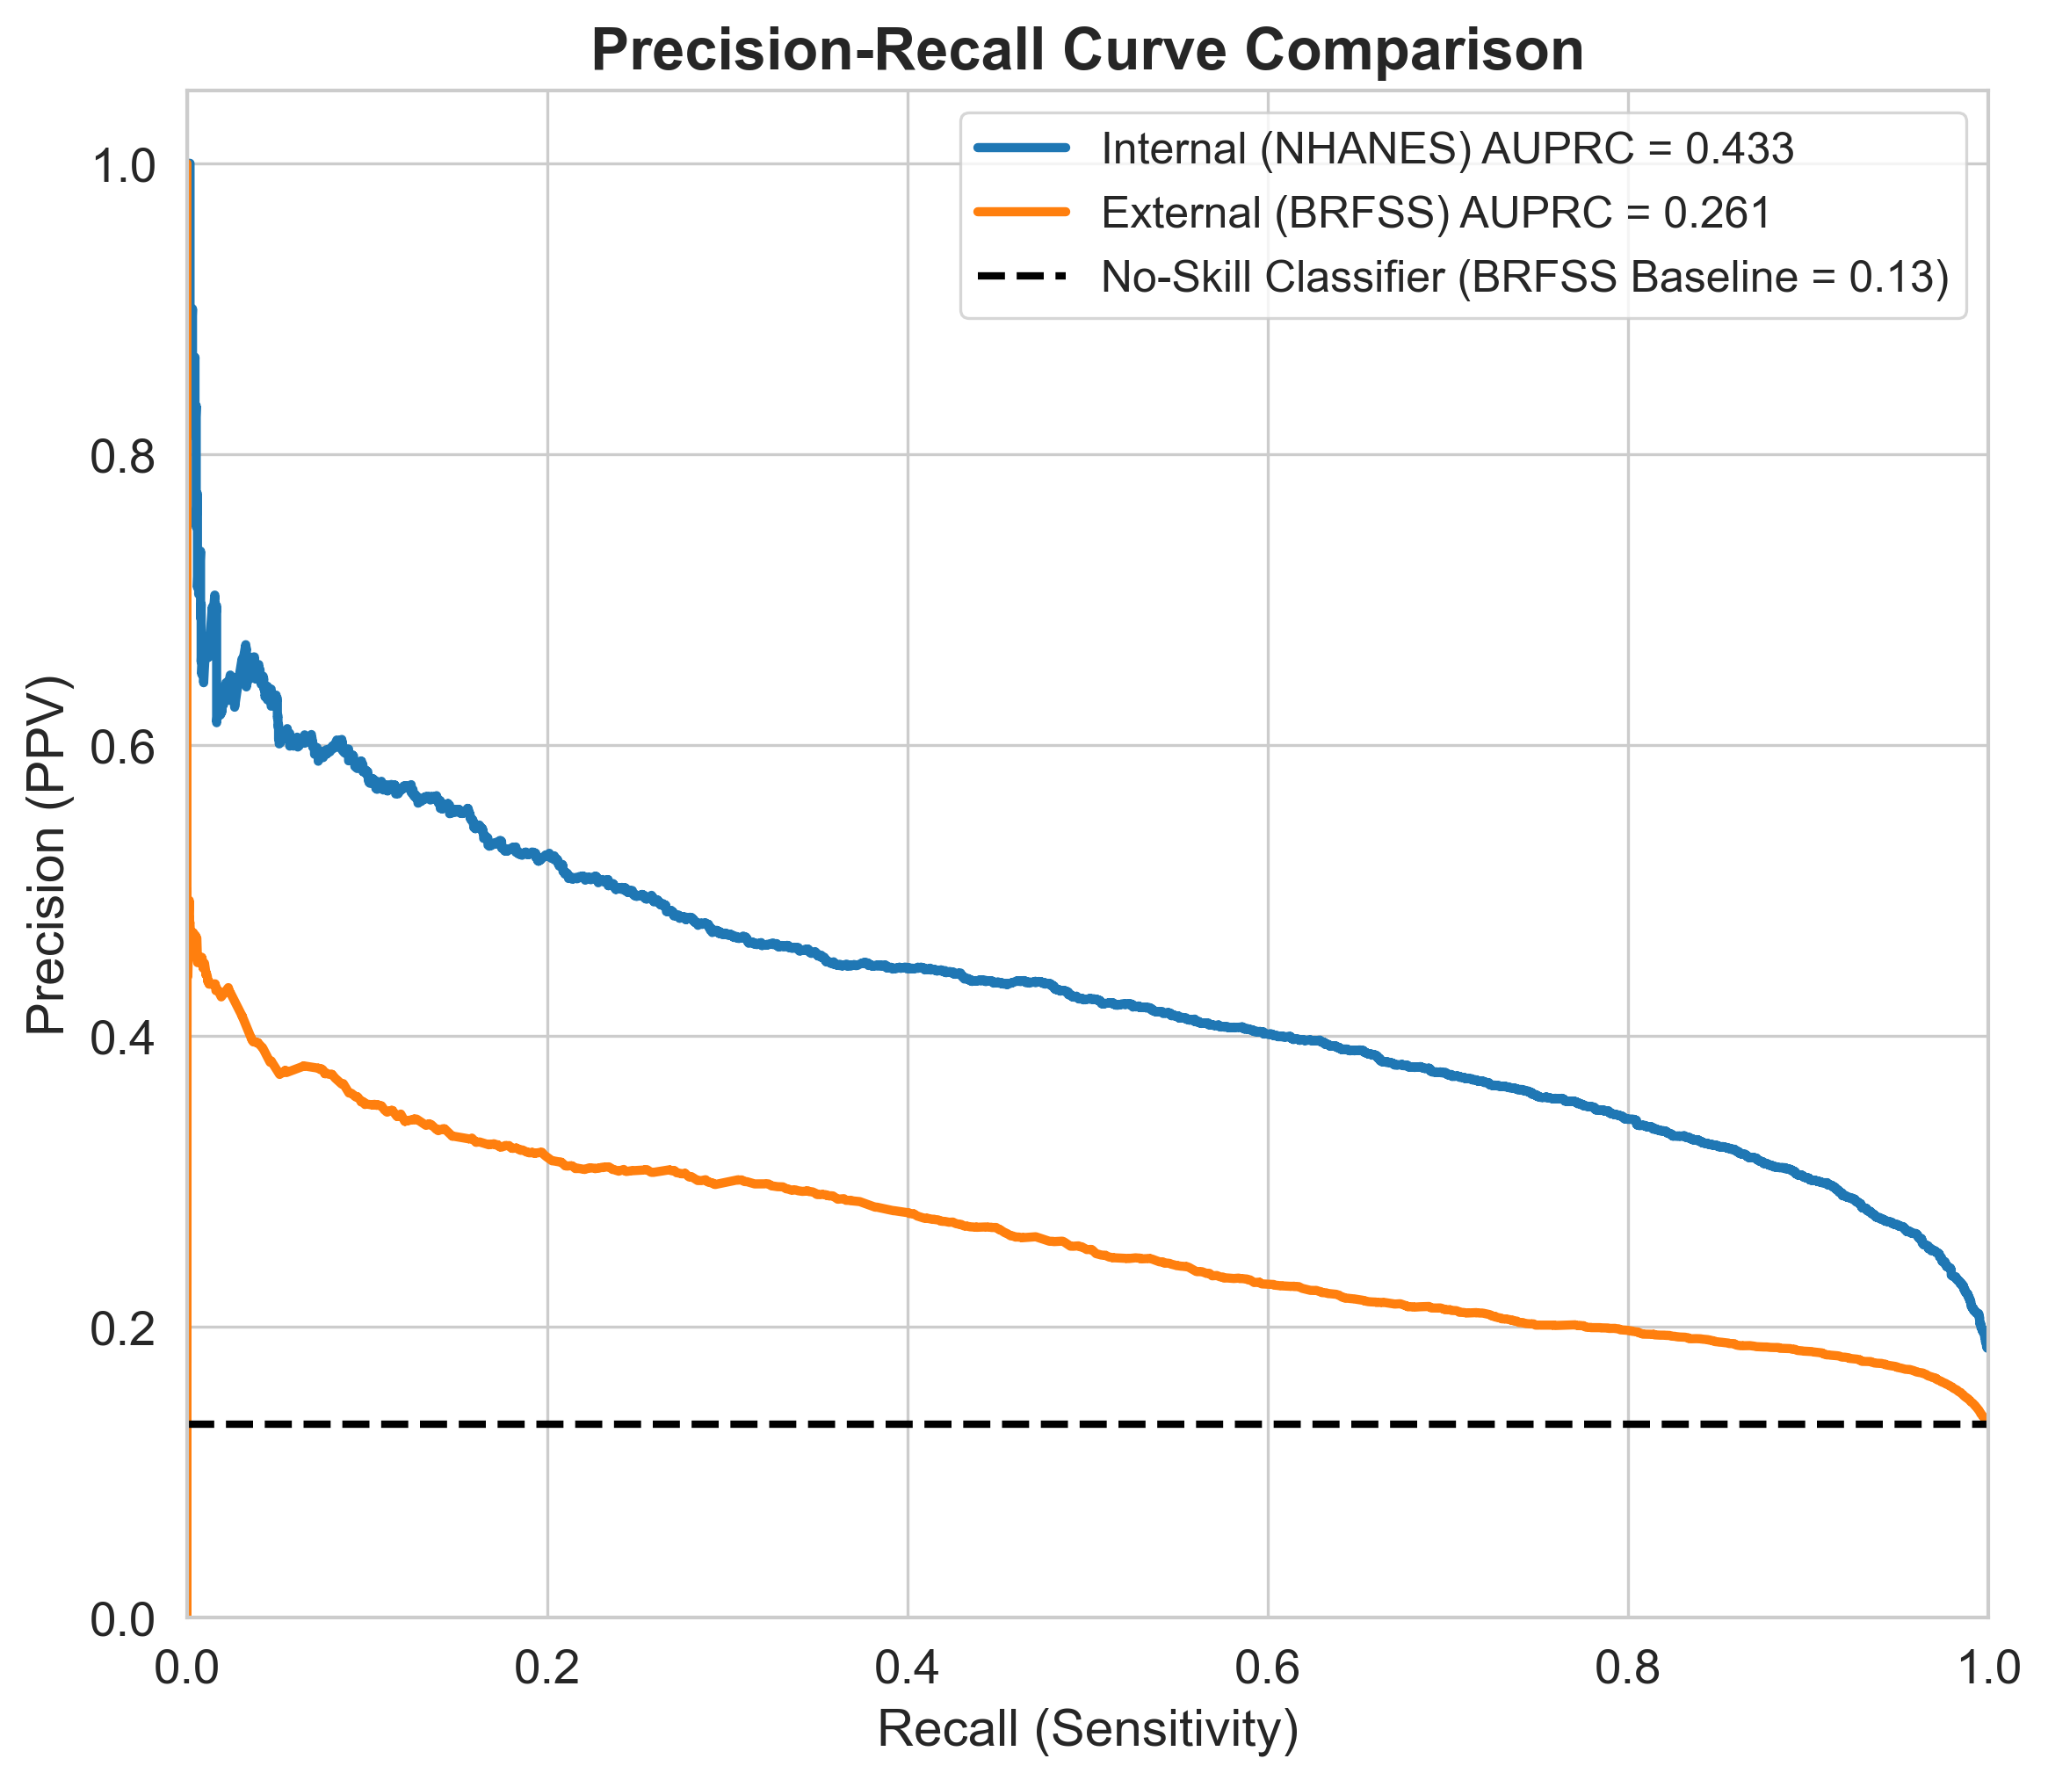 Precision-Recall Curve Comparison
Internal (NHANES) AUPRC = 0.433
External (BRFSS) AUPRC = 0.261
No-Skill Classifier (BRFSS Baseline = 0.13)
Precision (PPV)
1.0
0.8
0.6
0.4
0.2
0.0
0.0 0.2 0.4 0.6 0.8 1.0
Recall (Sensitivity)